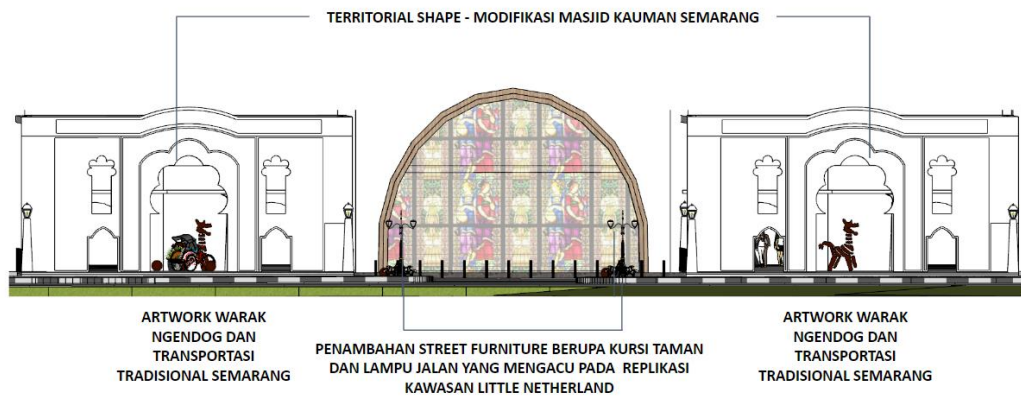 TERRITORIAL SHAPE - MODIFIKASI MASJID KAUMAN SEMARANG
ARTWORK WARAK
NGENDOG DAN
TRANSPORTASI
TRADISIONAL SEMARANG
PENAMBAHAN STREET FURNITURE BERUPA KURSI TAMAN
DAN LAMPU JALAN YANG MENGACU PADA REPLIKASI
KAWASAN LITTLE NETHERLAND
ARTWORK WARAK
NGENDOG DAN
TRANSPORTASI
TRADISIONAL SEMARANG